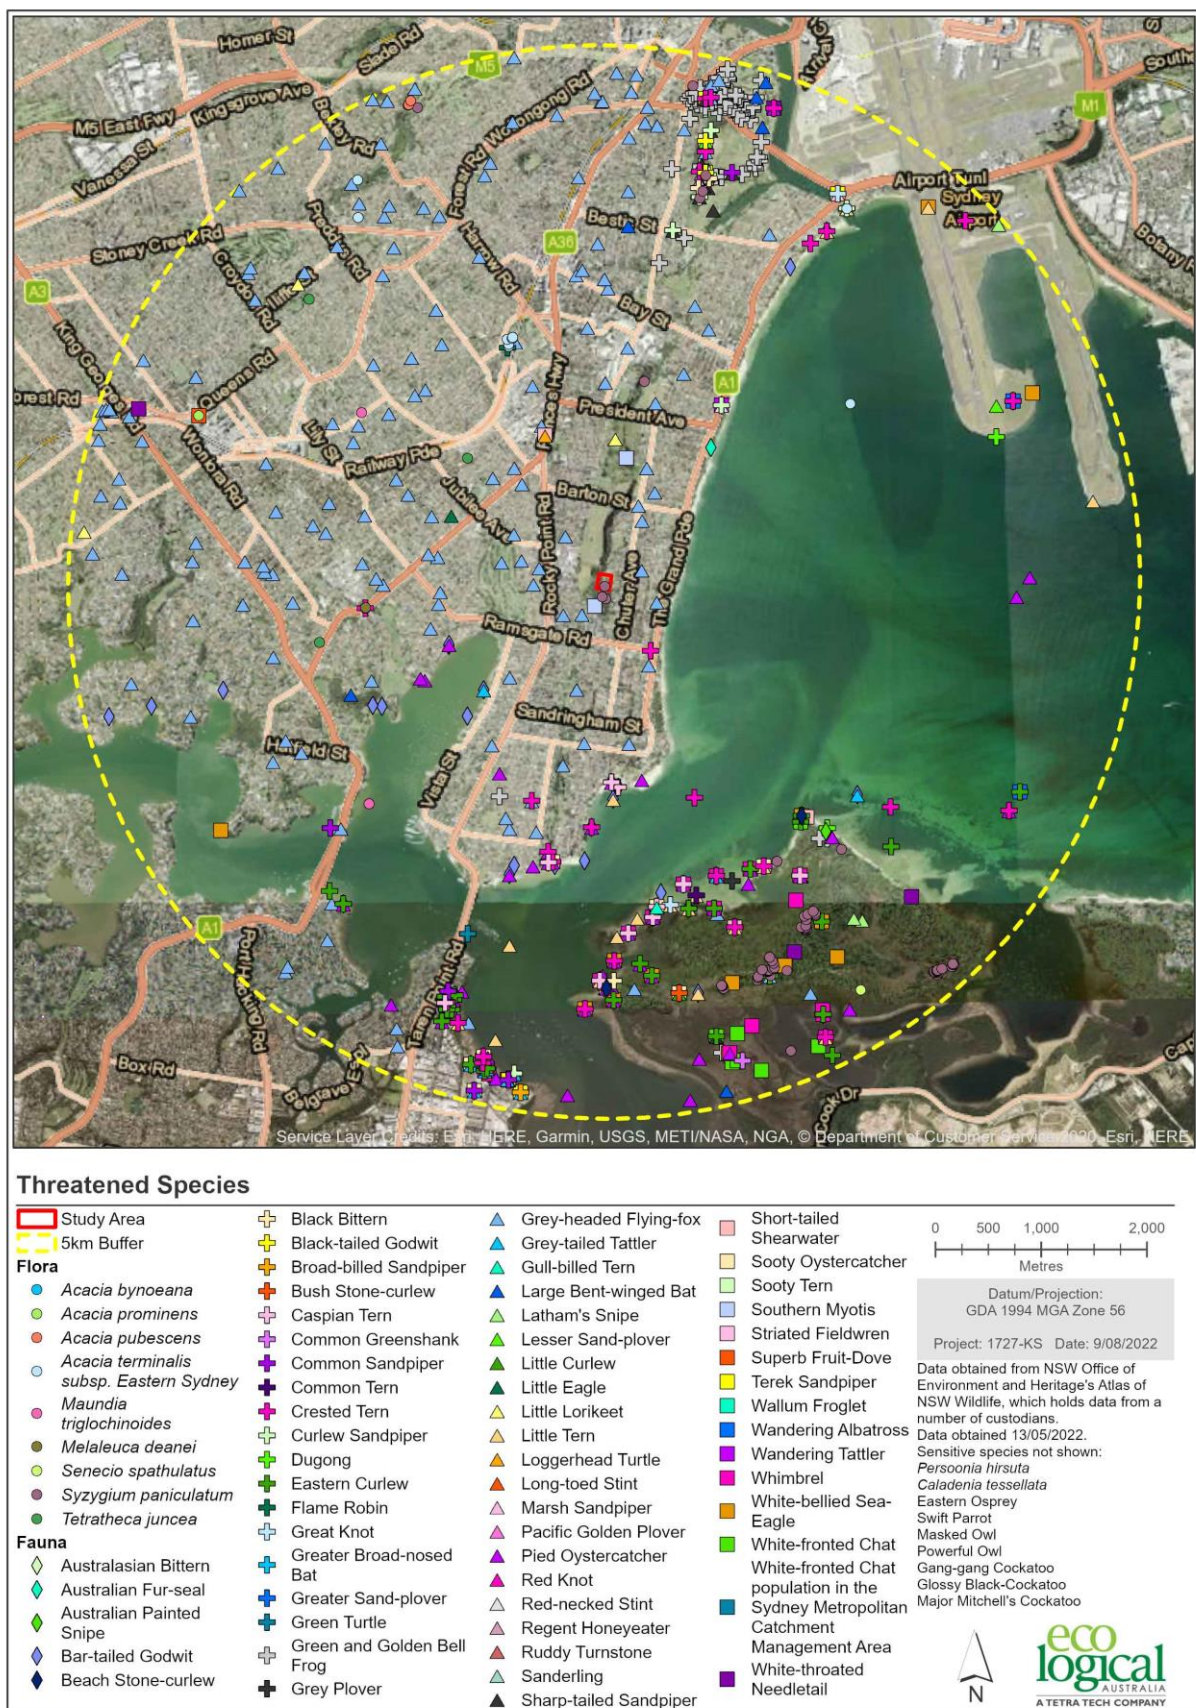 Homer St
Slade Rd
M5
Arrival Ct
Southe
Kingsgrove Ave
M5 East Fwy
Bexley Rd
Wollongong Rd
M1
Vanessa St
Forest Rd
Airport Tunl
Sydney
Airport
Bestic St
Stoney Creek Rd
Preddys Rd
Harrow Rd
A36
Botany R
Croydon Rd
A3
Bay St
King Georges Rd
Queens Rd
Princes Hwy
A1
orest Rd
President Ave
Woniora Rd
Lily St
Railway Pde
Barton St
Jubilee Ave
Rocky Point Rd
Chuter Ave
The Grand Pde
Ramsgate Rd
Sandringham St
Hatfield St
Vista St
A1
Port Hacking Rd
Taren Point Rd
Box Rd
Belgrave Esp
Cap
Cook Dr
Service Layer Credits: Esri, HERE, Garmin, USGS, METI/NASA, NGA, © Department of Customer Service 2020, Esri, HERE
Threatened Species
Study Area
5km Buffer
Flora
Acacia bynoeana
Acacia prominens
Acacia pubescens
Acacia terminalis
subsp. Eastern Sydney
Maundia
triglochinoides
Melaleuca deanei
Senecio spathulatus
Syzygium paniculatum
Tetratheca juncea
Fauna
Australasian Bittern
Australian Fur-seal
Australian Painted
Snipe
Bar-tailed Godwit
Beach Stone-curlew
Black Bittern
Black-tailed Godwit
Broad-billed Sandpiper
Bush Stone-curlew
Caspian Tern
Common Greenshank
Common Sandpiper
Common Tern
Crested Tern
Curlew Sandpiper
Dugong
Eastern Curlew
Flame Robin
Great Knot
Greater Broad-nosed
Bat
Greater Sand-plover
Green Turtle
Green and Golden Bell
Frog
Grey Plover
Grey-headed Flying-fox
Grey-tailed Tattler
Gull-billed Tern
Large Bent-winged Bat
Latham's Snipe
Lesser Sand-plover
Little Curlew
Little Eagle
Little Lorikeet
Little Tern
Loggerhead Turtle
Long-toed Stint
Marsh Sandpiper
Pacific Golden Plover
Pied Oystercatcher
Red Knot
Red-necked Stint
Regent Honeyeater
Ruddy Turnstone
Sanderling
Sharp-tailed Sandpiper
Short-tailed
Shearwater
Sooty Oystercatcher
Sooty Tern
Southern Myotis
Striated Fieldwren
Superb Fruit-Dove
Terek Sandpiper
Wallum Froglet
Wandering Albatross
Wandering Tattler
Whimbrel
White-bellied Sea-
Eagle
White-fronted Chat
White-fronted Chat
population in the
Sydney Metropolitan
Catchment
Management Area
White-throated
Needletail
0 500 1,000 2,000
Metres
Datum/Projection:
GDA 1994 MGA Zone 56
Project: 1727-KS Date: 9/08/2022
Data obtained from NSW Office of
Environment and Heritage's Atlas of
NSW Wildlife, which holds data from a
number of custodians.
Data obtained 13/05/2022.
Sensitive species not shown:
Persoonia hirsuta
Caladenia tessellata
Eastern Osprey
Swift Parrot
Masked Owl
Powerful Owl
Gang-gang Cockatoo
Glossy Black-Cockatoo
Major Mitchell's Cockatoo
N
eco
logical
AUSTRALIA
A TETRA TECH COMPANY